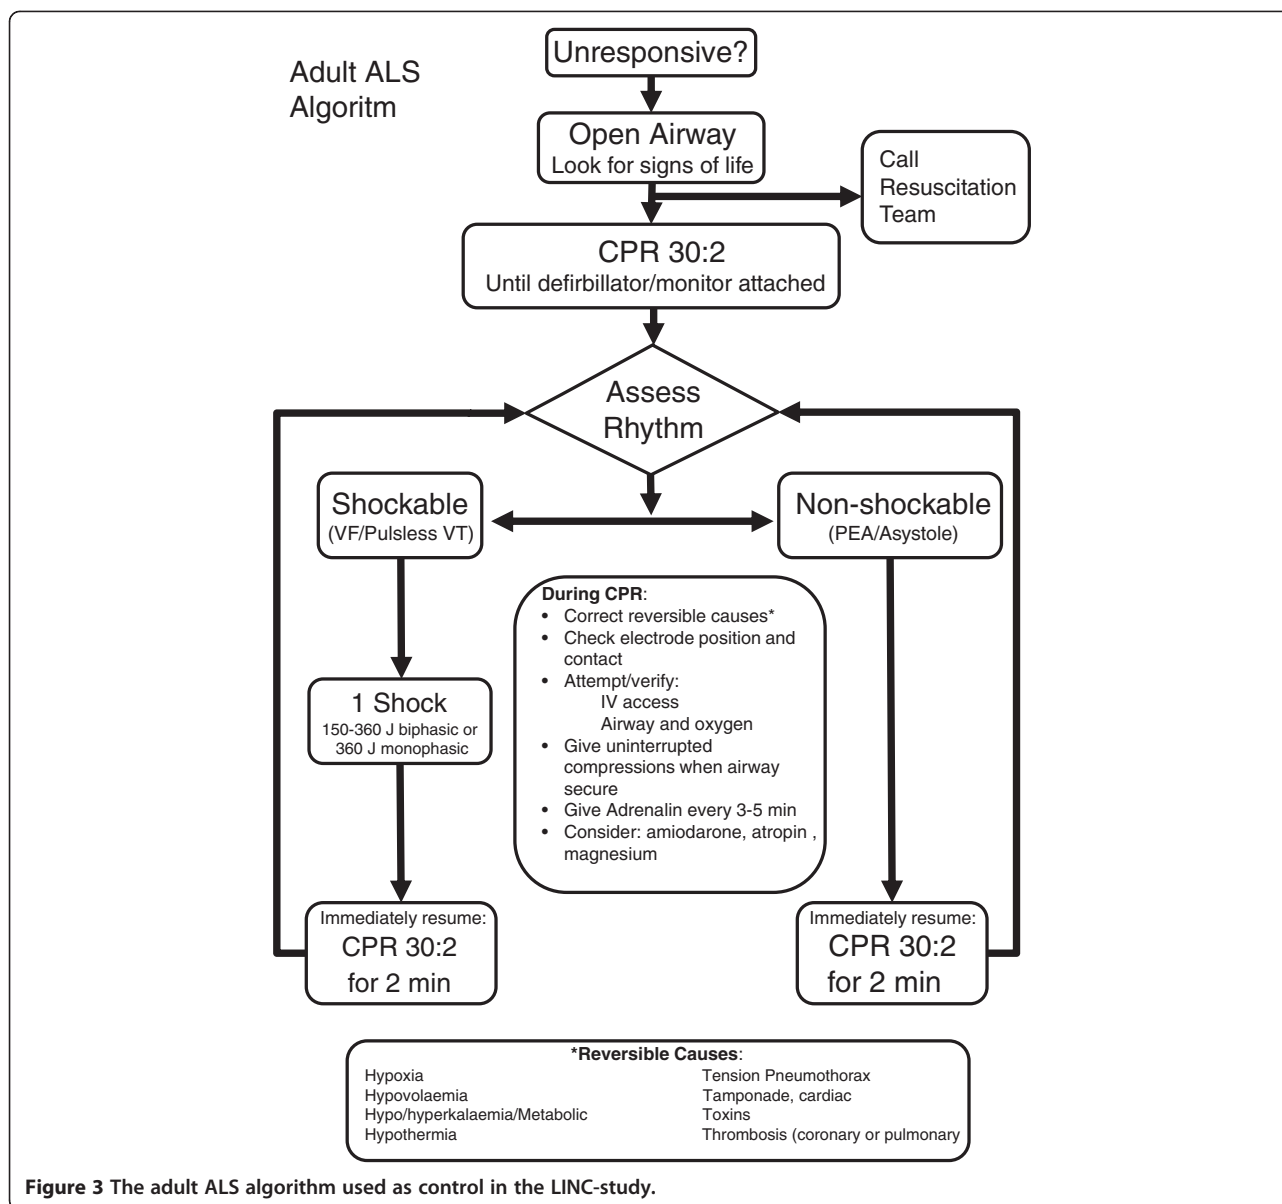 Adult ALS
Algoritm
Unresponsive?
Open Airway
Look for signs of life
Call
Resuscitation
Team
CPR 30:2
Until defirbillator/monitor attached
Assess
Rhythm
Shockable
(VF/Pulsless VT)
Non-shockable
(PEA/Asystole)
During CPR:
• Correct reversible causes*
• Check electrode position and
contact
• Attempt/verify:
IV access
Airway and oxygen
• Give uninterrupted
compressions when airway
secure
• Give Adrenalin every 3-5 min
• Consider: amiodarone, atropin ,
magnesium
1 Shock
150-360 J biphasic or
360 J monophasic
Immediately resume:
CPR 30:2
for 2 min
Immediately resume:
CPR 30:2
for 2 min
*Reversible Causes:
Hypoxia
Hypovolaemia
Hypo/hyperkalaemia/Metabolic
Hypothermia
Tension Pneumothorax
Tamponade, cardiac
Toxins
Thrombosis (coronary or pulmonary
Figure 3 The adult ALS algorithm used as control in the LINC-study.